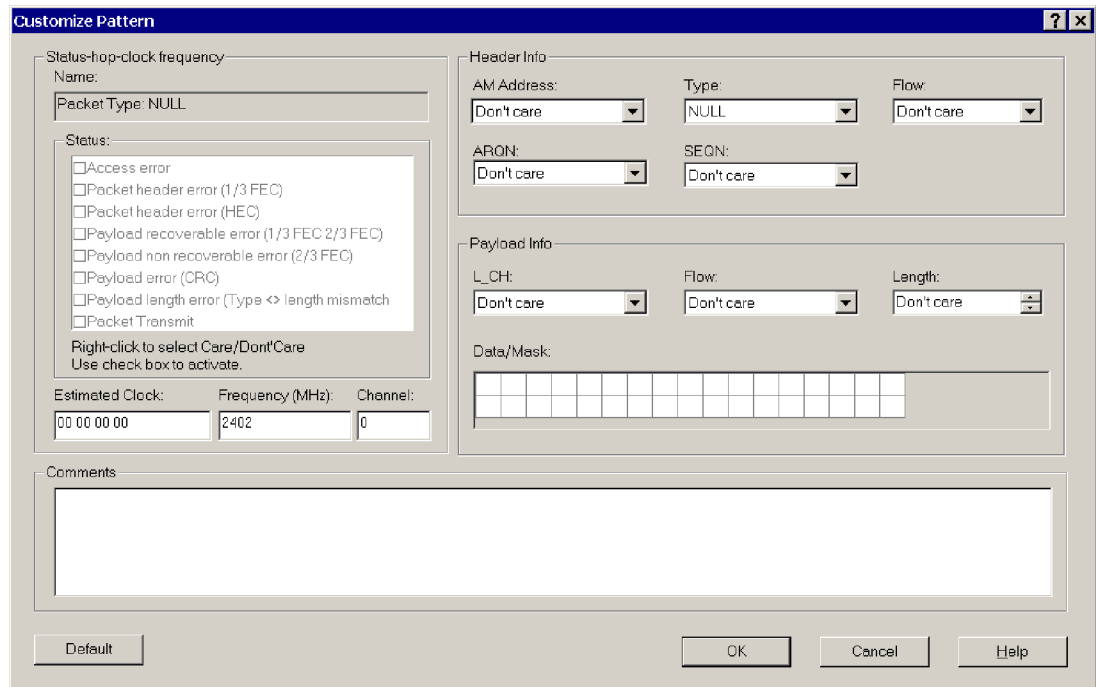 Customize Pattern
Status-hop-clock frequency
Name:
Packet Type: NULL
Status:
Access error
Packet header error (1/3 FEC)
Packet header error (HEC)
Payload recoverable error (1/3 FEC 2/3 FEC)
Payload non recoverable error (2/3 FEC)
Payload error (CRC)
Payload length error (Type <> length mismatch
Packet Transmit
Right-click to select Care/Dont'Care
Use check box to activate.
Estimated Clock: Frequency (MHz): Channel:
00 00 00 00 2402 0
Header Info
AM Address: Type: Flow:
Don't care NULL Don't care
ARQN: SEQN:
Don't care Don't care
Payload Info
L_CH: Flow: Length:
Don't care Don't care Don't care
Data/Mask:
Comments
Default OK Cancel Help